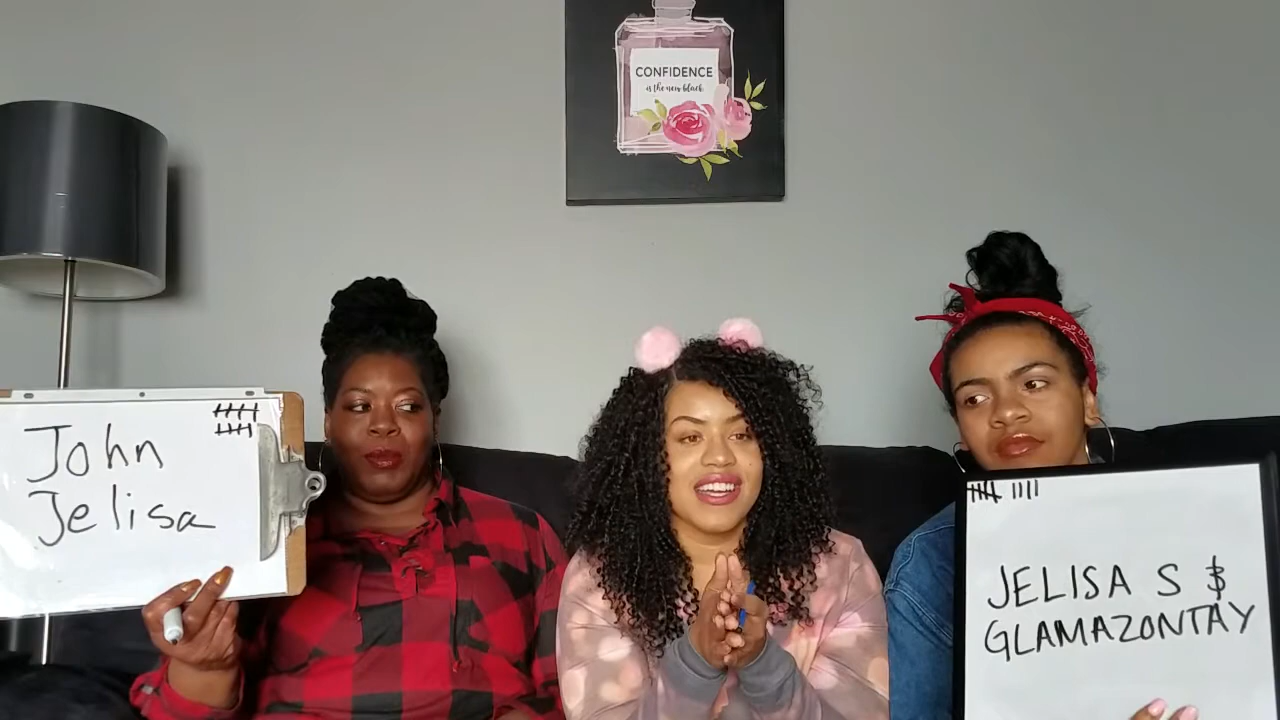 CONFIDENCE
is the new black
John
Jelisa
JELISA S $
GLAMAZONTAY